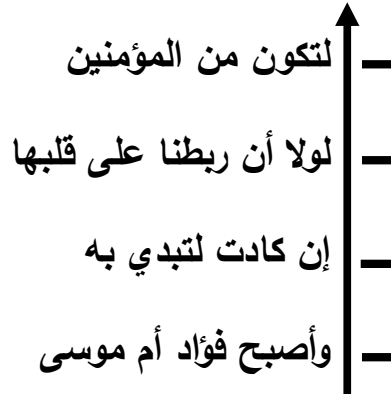 لتكون من المؤمنين
لولا أن ربطنا على قلبها
إن كادت لتبدي به
وأصبح فؤاد أم موسى